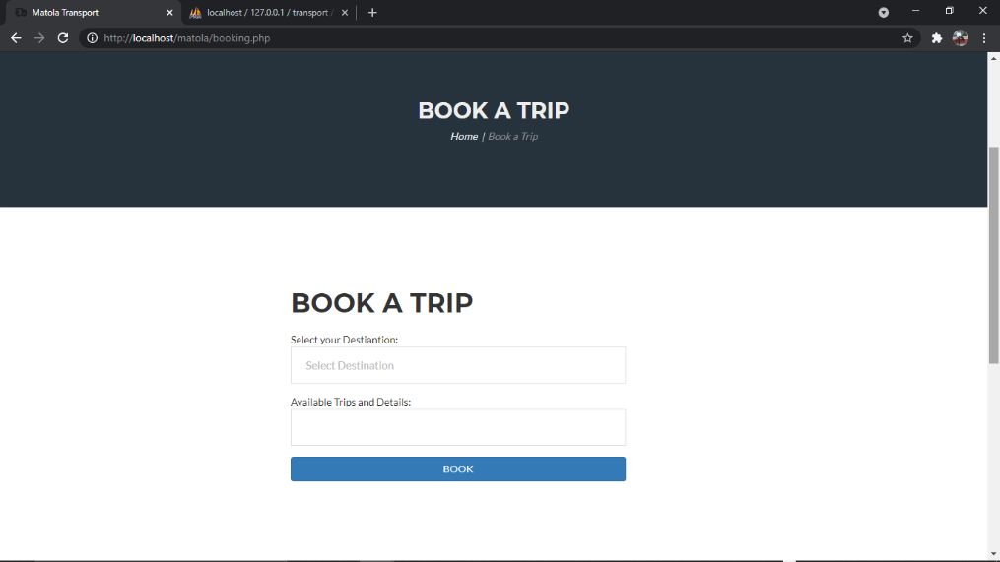 Matola Transport
localhost / 127.0.0.1 / transport /
http://localhost/matola/booking.php
BOOK A TRIP
Home | Book a Trip
BOOK A TRIP
Select your Destiantion:
Select Destination
Available Trips and Details:
BOOK